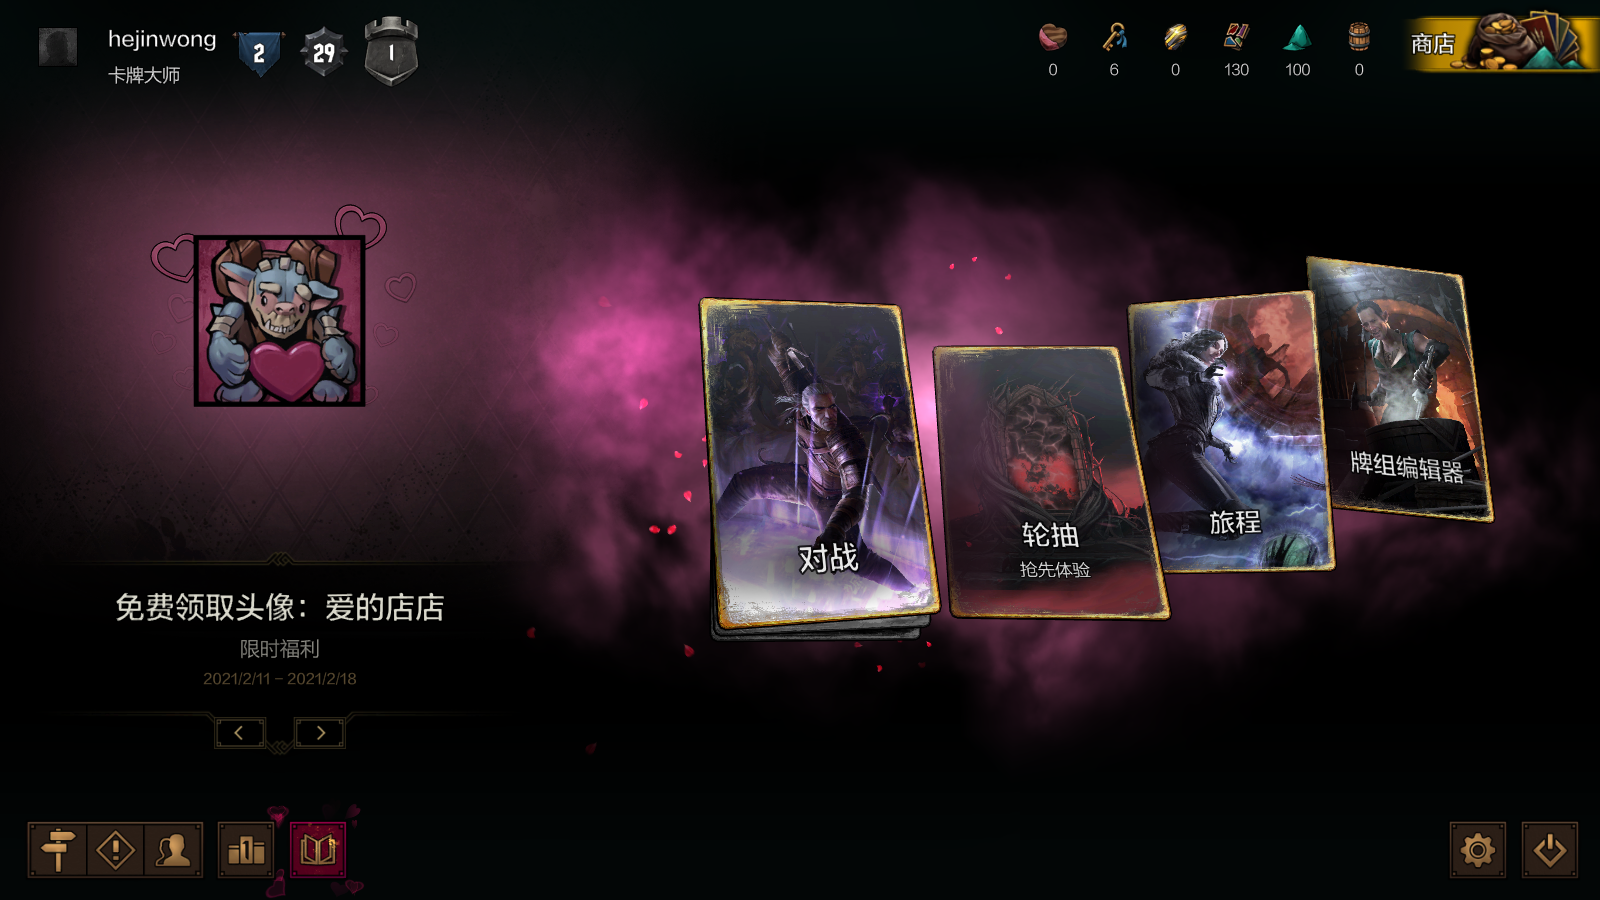 hejinwong
卡牌大师
2
29
1
0
6
0
130
100
0
商店
对战
轮抽
抢先体验
旅程
牌组编辑器
免费领取头像：爱的店店
限时福利
2021/2/11 – 2021/2/18
1